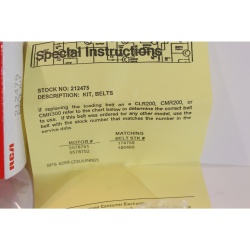 Special Instructions
STOCK NO: 212475
DESCRIPTION: KIT, BELTS
If replacing the loading belt on a CLR200, CMR200, or
CMR300 refer to the chart below to determine the correct belt
to use. If this belt was ordered for any other model, use the
belt with the stock number that matches the number in the
service data.
MATCHING
MOTOR #
BELT STK #
174758
RCA
212475